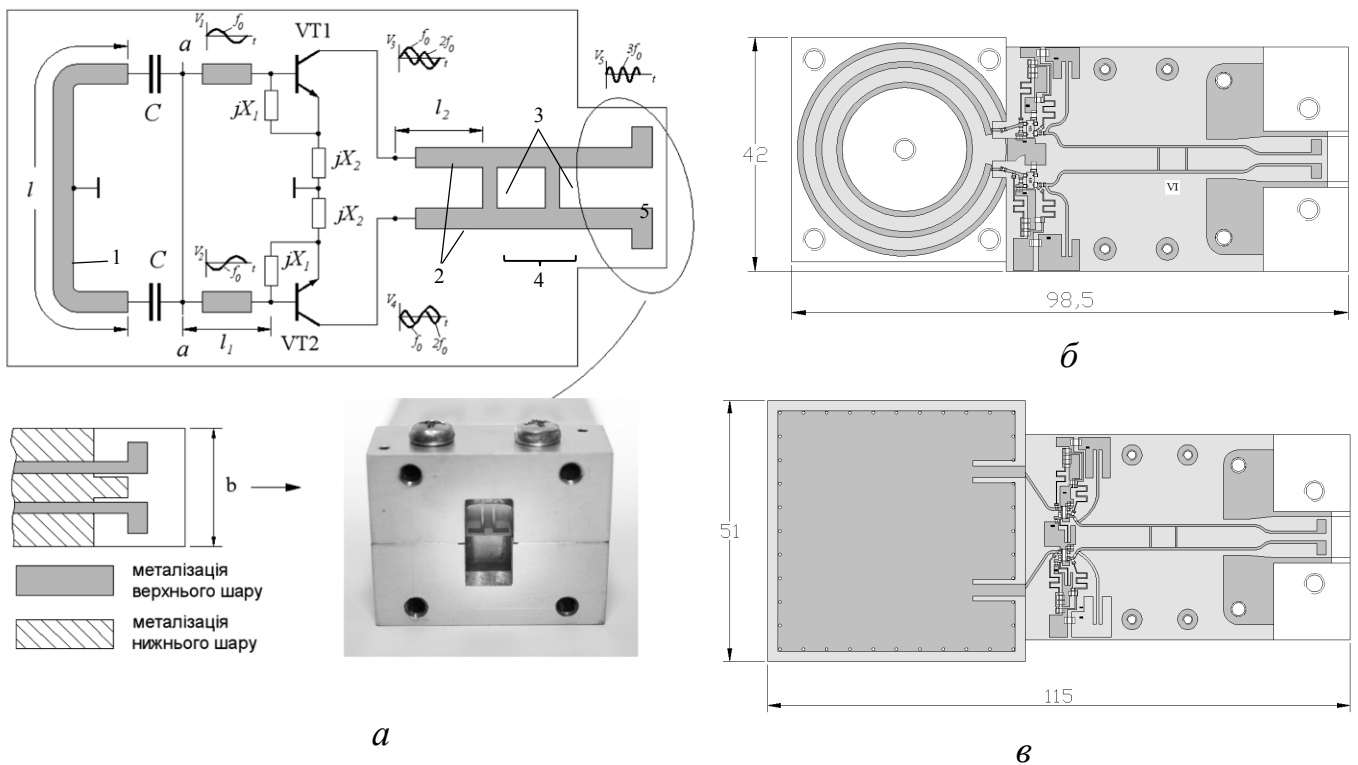 V₁ f₀ t
VT1
a
C
jX₁
jX₂
V₃ f₀ 2f₀ t
l₂
3
V₅ 3f₀ t
l
1
jX₂
jX₁
C
V₂ f₀ t
a
l₁
VT2
2
4
5
V₄ f₀ 2f₀ t
b
металізація
верхнього шару
металізація
нижнього шару
а
42
VI
98,5
б
51
115
в